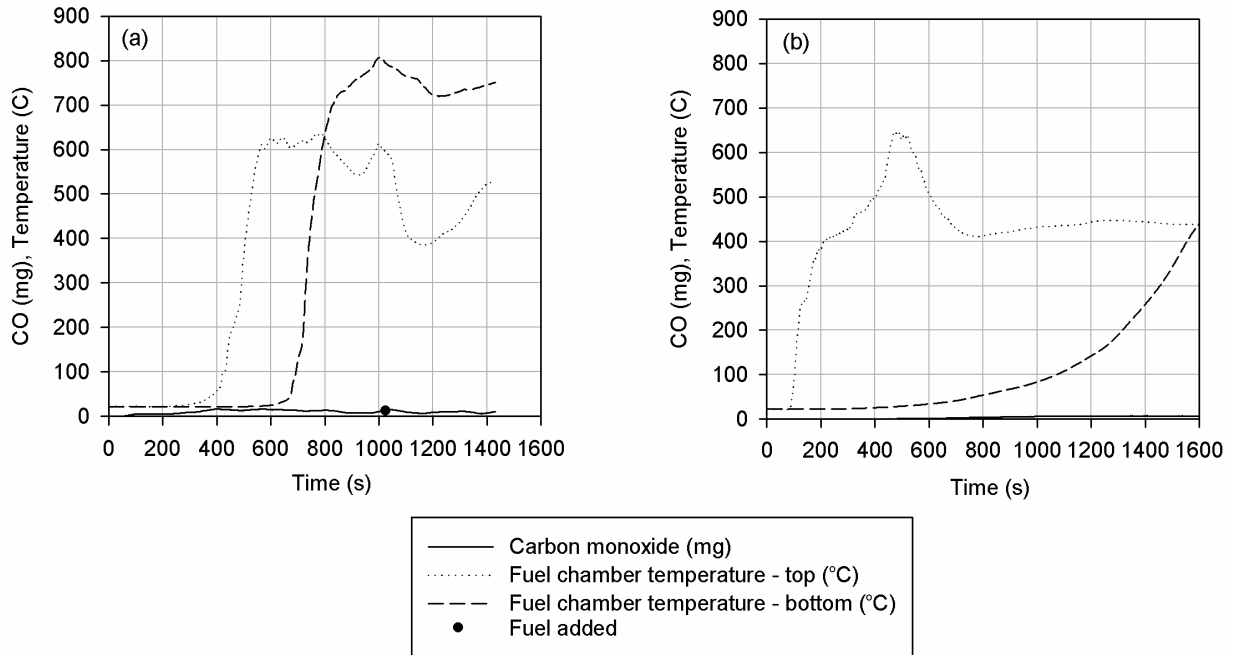 (a)
CO (mg), Temperature (C)
900
800
700
600
500
400
300
200
100
0
0 200 400 600 800 1000 1200 1400 1600
Time (s)
(b)
CO (mg), Temperature (C)
900
800
700
600
500
400
300
200
100
0
0 200 400 600 800 1000 1200 1400 1600
Time (s)
Carbon monoxide (mg)
Fuel chamber temperature - top (°C)
Fuel chamber temperature - bottom (°C)
Fuel added